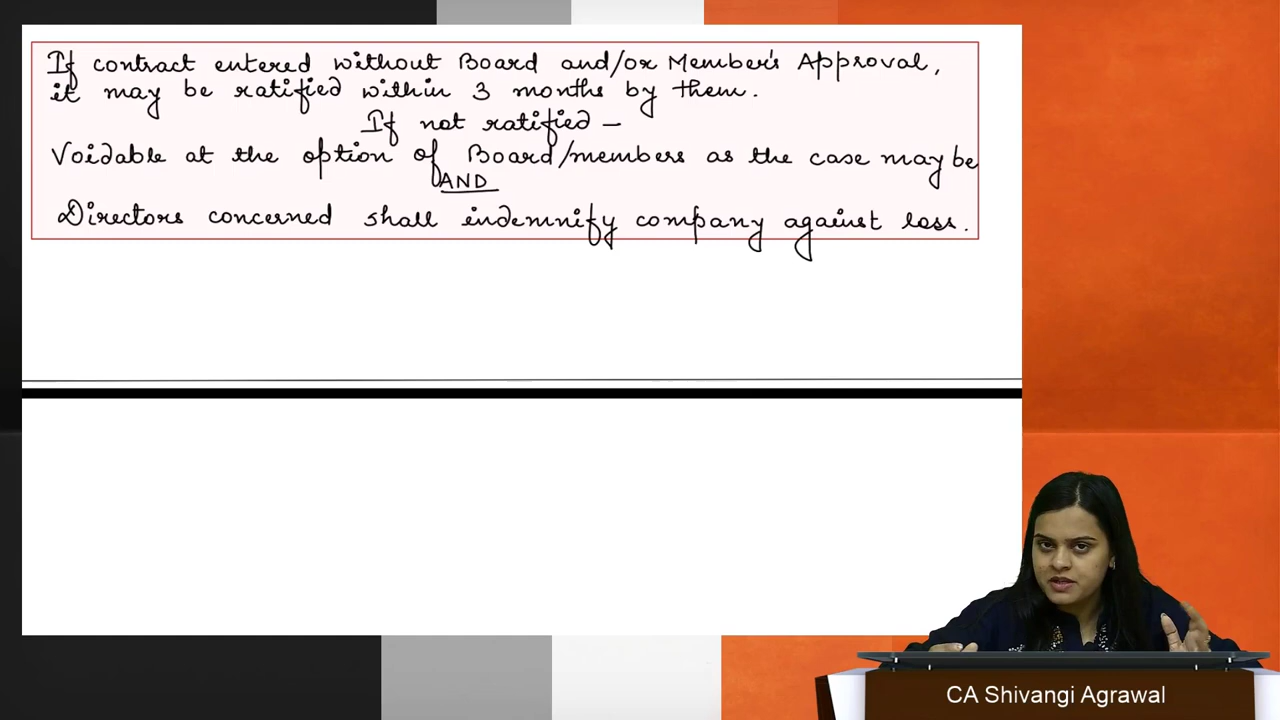 If contract entered without Board and/or Member's Approval,
it may be ratified within 3 months by them.
If not ratified –
Voidable at the option of Board/members as the case may be
AND
Directors concerned shall indemnify company against loss.
CA Shivangi Agrawal